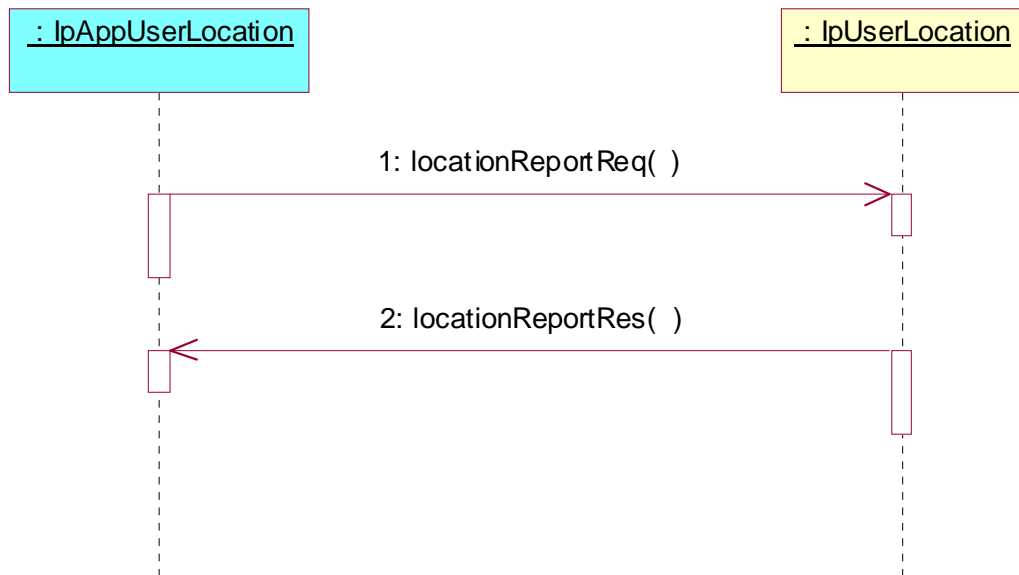 : IpAppUserLocation
: IpUserLocation
1: locationReportReq( )
2: locationReportRes( )